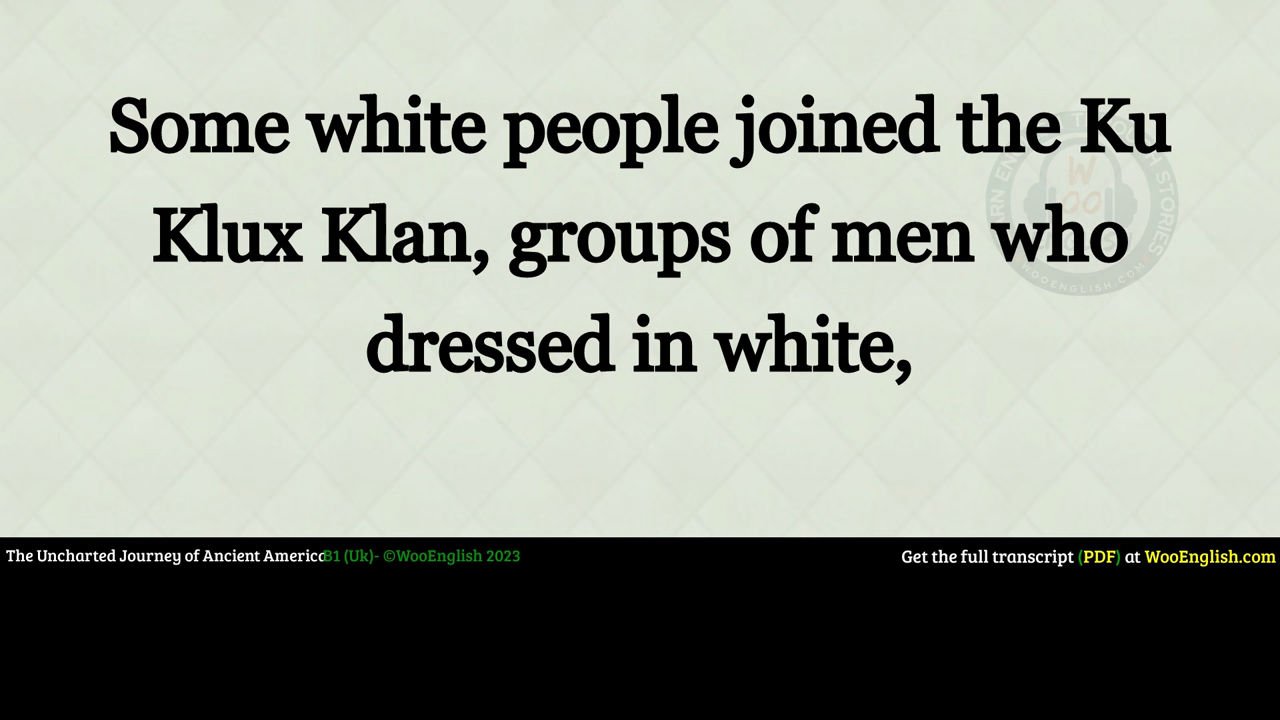 Some white people joined the Ku
Klux Klan, groups of men who
dressed in white,
The Uncharted Journey of Ancient America
B1 (Uk)- ©WooEnglish 2023
Get the full transcript (PDF) at WooEnglish.com